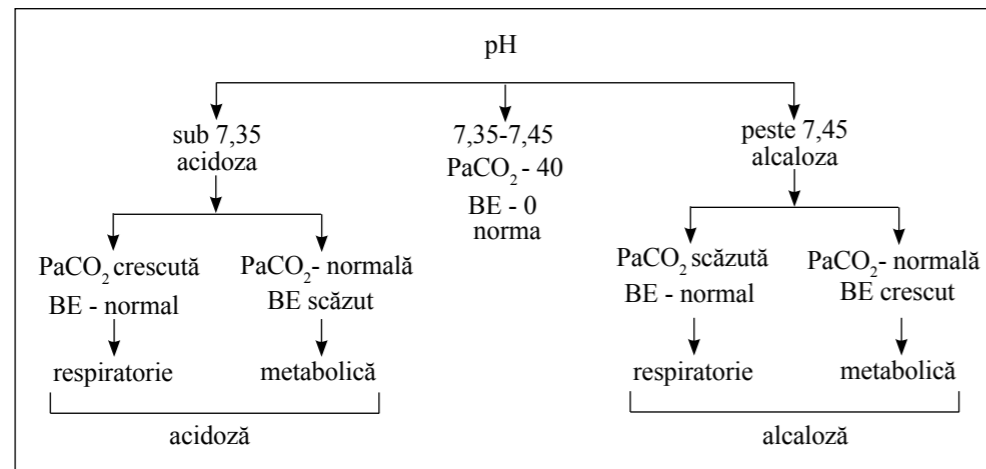 pH
sub 7,35
acidoza
7,35-7,45
PaCO₂ - 40
BE - 0
norma
peste 7,45
alcaloza
PaCO₂ crescută
BE - normal
PaCO₂- normală
BE scăzut
PaCO₂ scăzută
BE - normal
PaCO₂- normală
BE crescut
respiratorie
metabolică
respiratorie
metabolică
acidoză
alcaloză